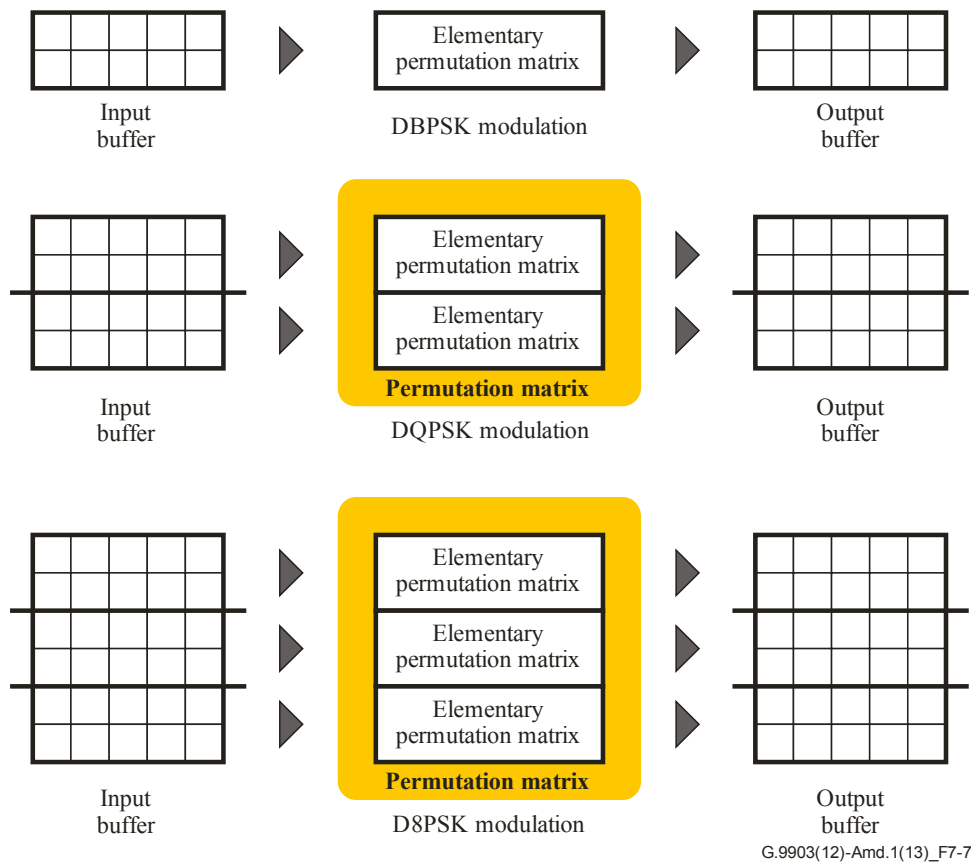 Elementary
permutation matrix
Input
buffer
DBPSK modulation
Output
buffer
Elementary
permutation matrix
Elementary
permutation matrix
Permutation matrix
Input
buffer
DQPSK modulation
Output
buffer
Elementary
permutation matrix
Elementary
permutation matrix
Elementary
permutation matrix
Permutation matrix
Input
buffer
D8PSK modulation
Output
buffer
G.9903(12)-Amd.1(13)_F7-7